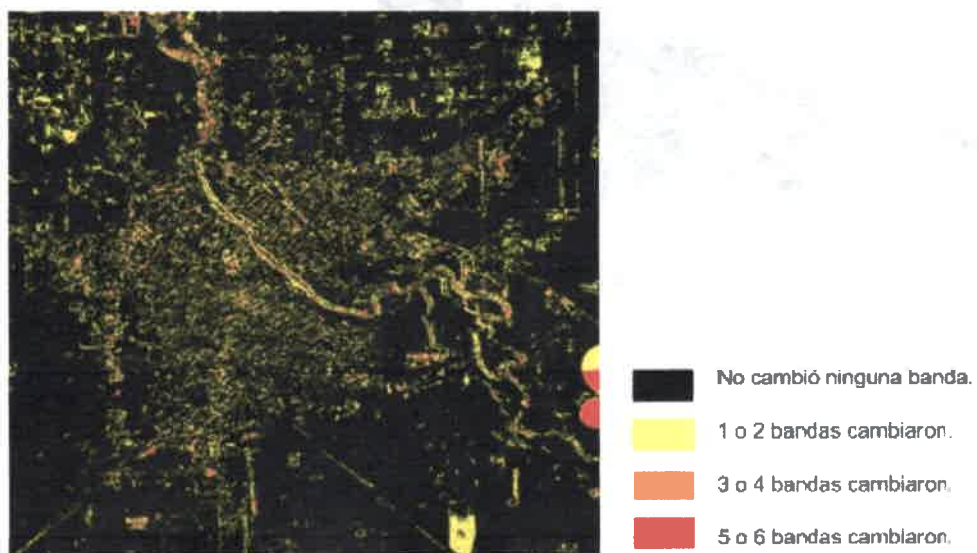 No cambió ninguna banda.
1 o 2 bandas cambiaron.
3 o 4 bandas cambiaron.
5 o 6 bandas cambiaron.